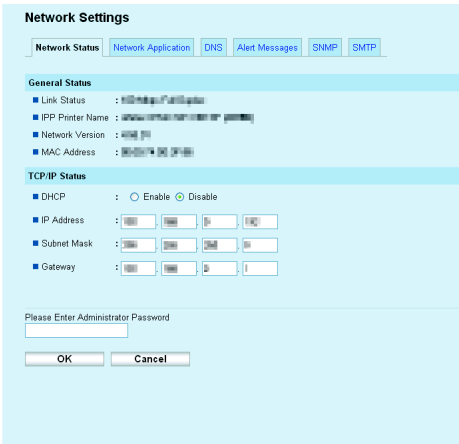 Network Settings
Network Status Network Application DNS Alert Messages SNMP SMTP
General Status
Link Status :
IPP Printer Name :
Network Version :
MAC Address :
TCP/IP Status
DHCP : Enable Disable
IP Address :
Subnet Mask :
Gateway :
Please Enter Administrator Password
OK Cancel